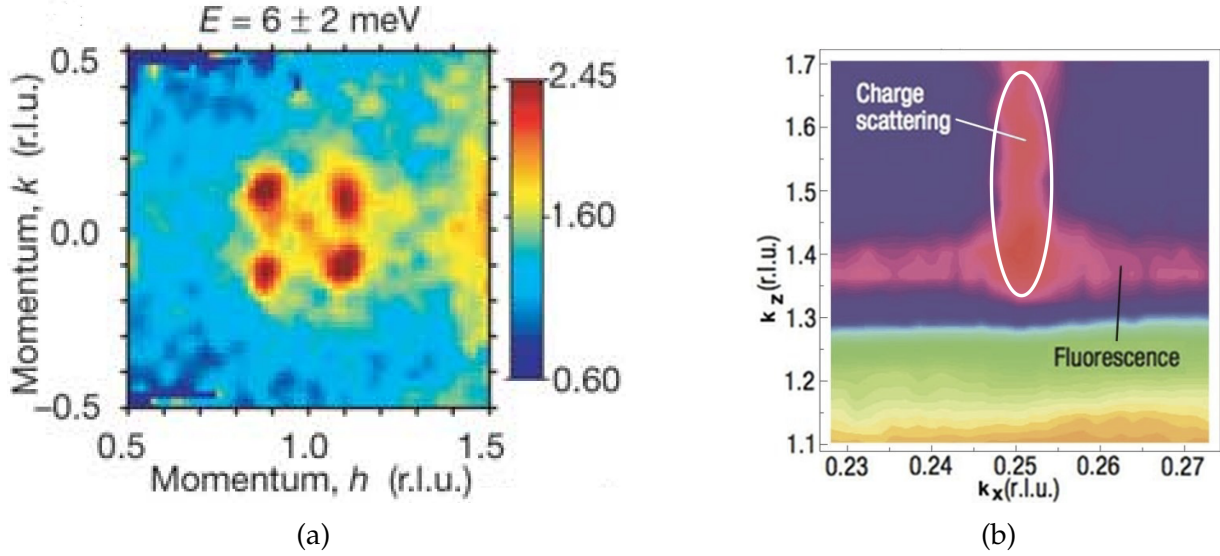 E = 6 ± 2 meV
0.5
0.0
−0.5
Momentum, k (r.l.u.)
0.5
1.0
1.5
Momentum, h (r.l.u.)
2.45
1.60
0.60
(a)
1.7
1.6
1.5
1.4
1.3
1.2
1.1
kz(r.l.u.)
Charge
scattering
Fluorescence
0.23
0.24
0.25
0.26
0.27
kx(r.l.u.)
(b)